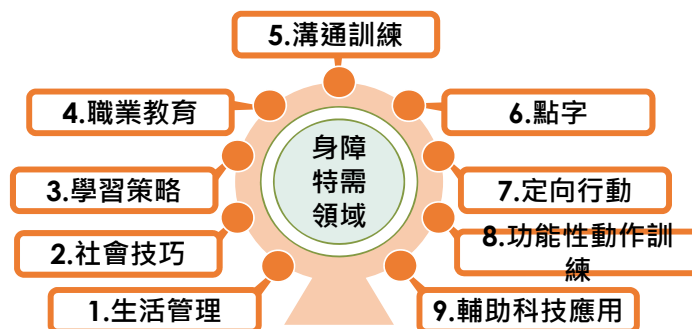 5.溝通訓練
4.職業教育
6.點字
身障
特需
領域
3.學習策略
7.定向行動
2.社會技巧
8.功能性動作訓
練
1.生活管理
9.輔助科技應用